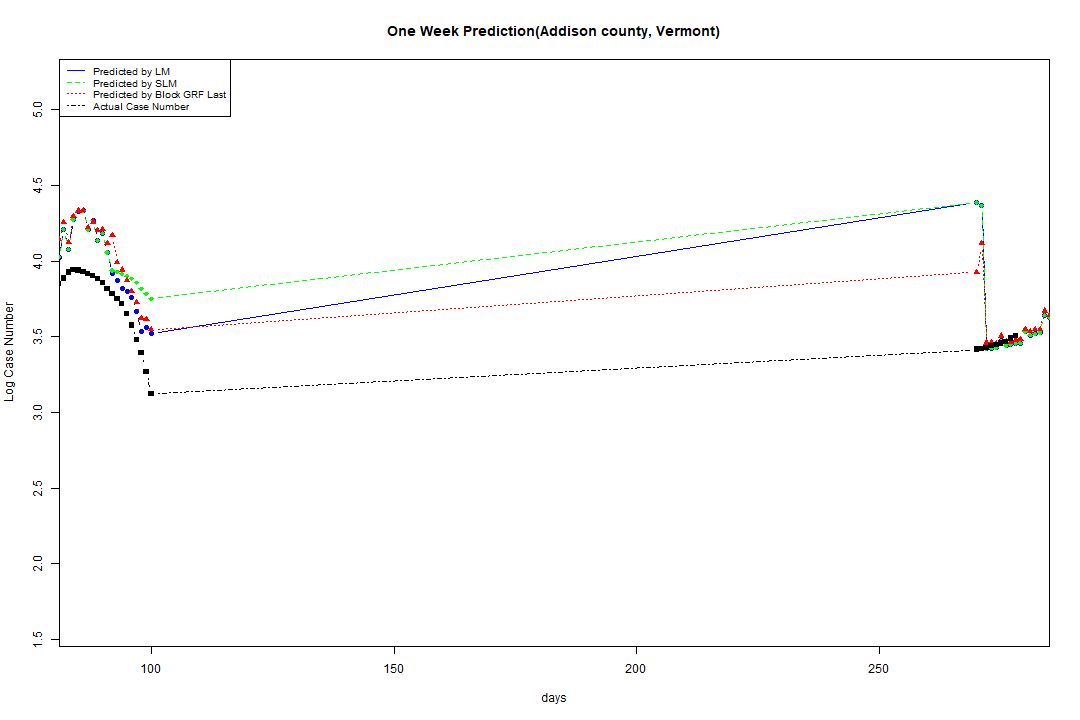 One Week Prediction(Addison county, Vermont)
Predicted by LM
Predicted by SLM
Predicted by Block GRF Last
Actual Case Number
5.0
4.5
4.0
3.5
3.0
2.5
2.0
1.5
Log Case Number
100
150
200
250
days